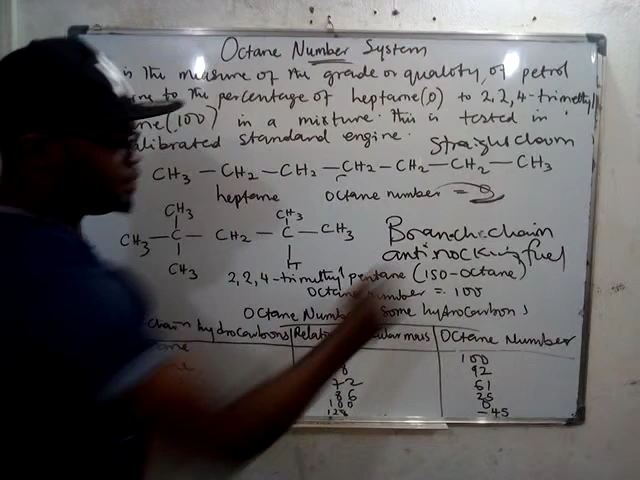 Octane Number System
is the measure of the grade or quality, of petrol
to the percentage of heptane(0) to 2,2,4-trimethyl
(100) in a mixture. This is tested in
calibrated standard engine. Straight chain
CH3 - CH2 - CH2 - CH2 - CH2 - CH2 - CH3
heptane Octane number =
CH3 CH3
CH3 - C - CH2 - C - CH3 Branch-chain
CH3 H antinocking fuel
2,2,4-trimethyl pentane (iso-octane)
Octane number = 100
Octane Number some hydrocarbons
chain hydrocarbons Octane Number
100
92
72 61
86 25
100 0
128 -45